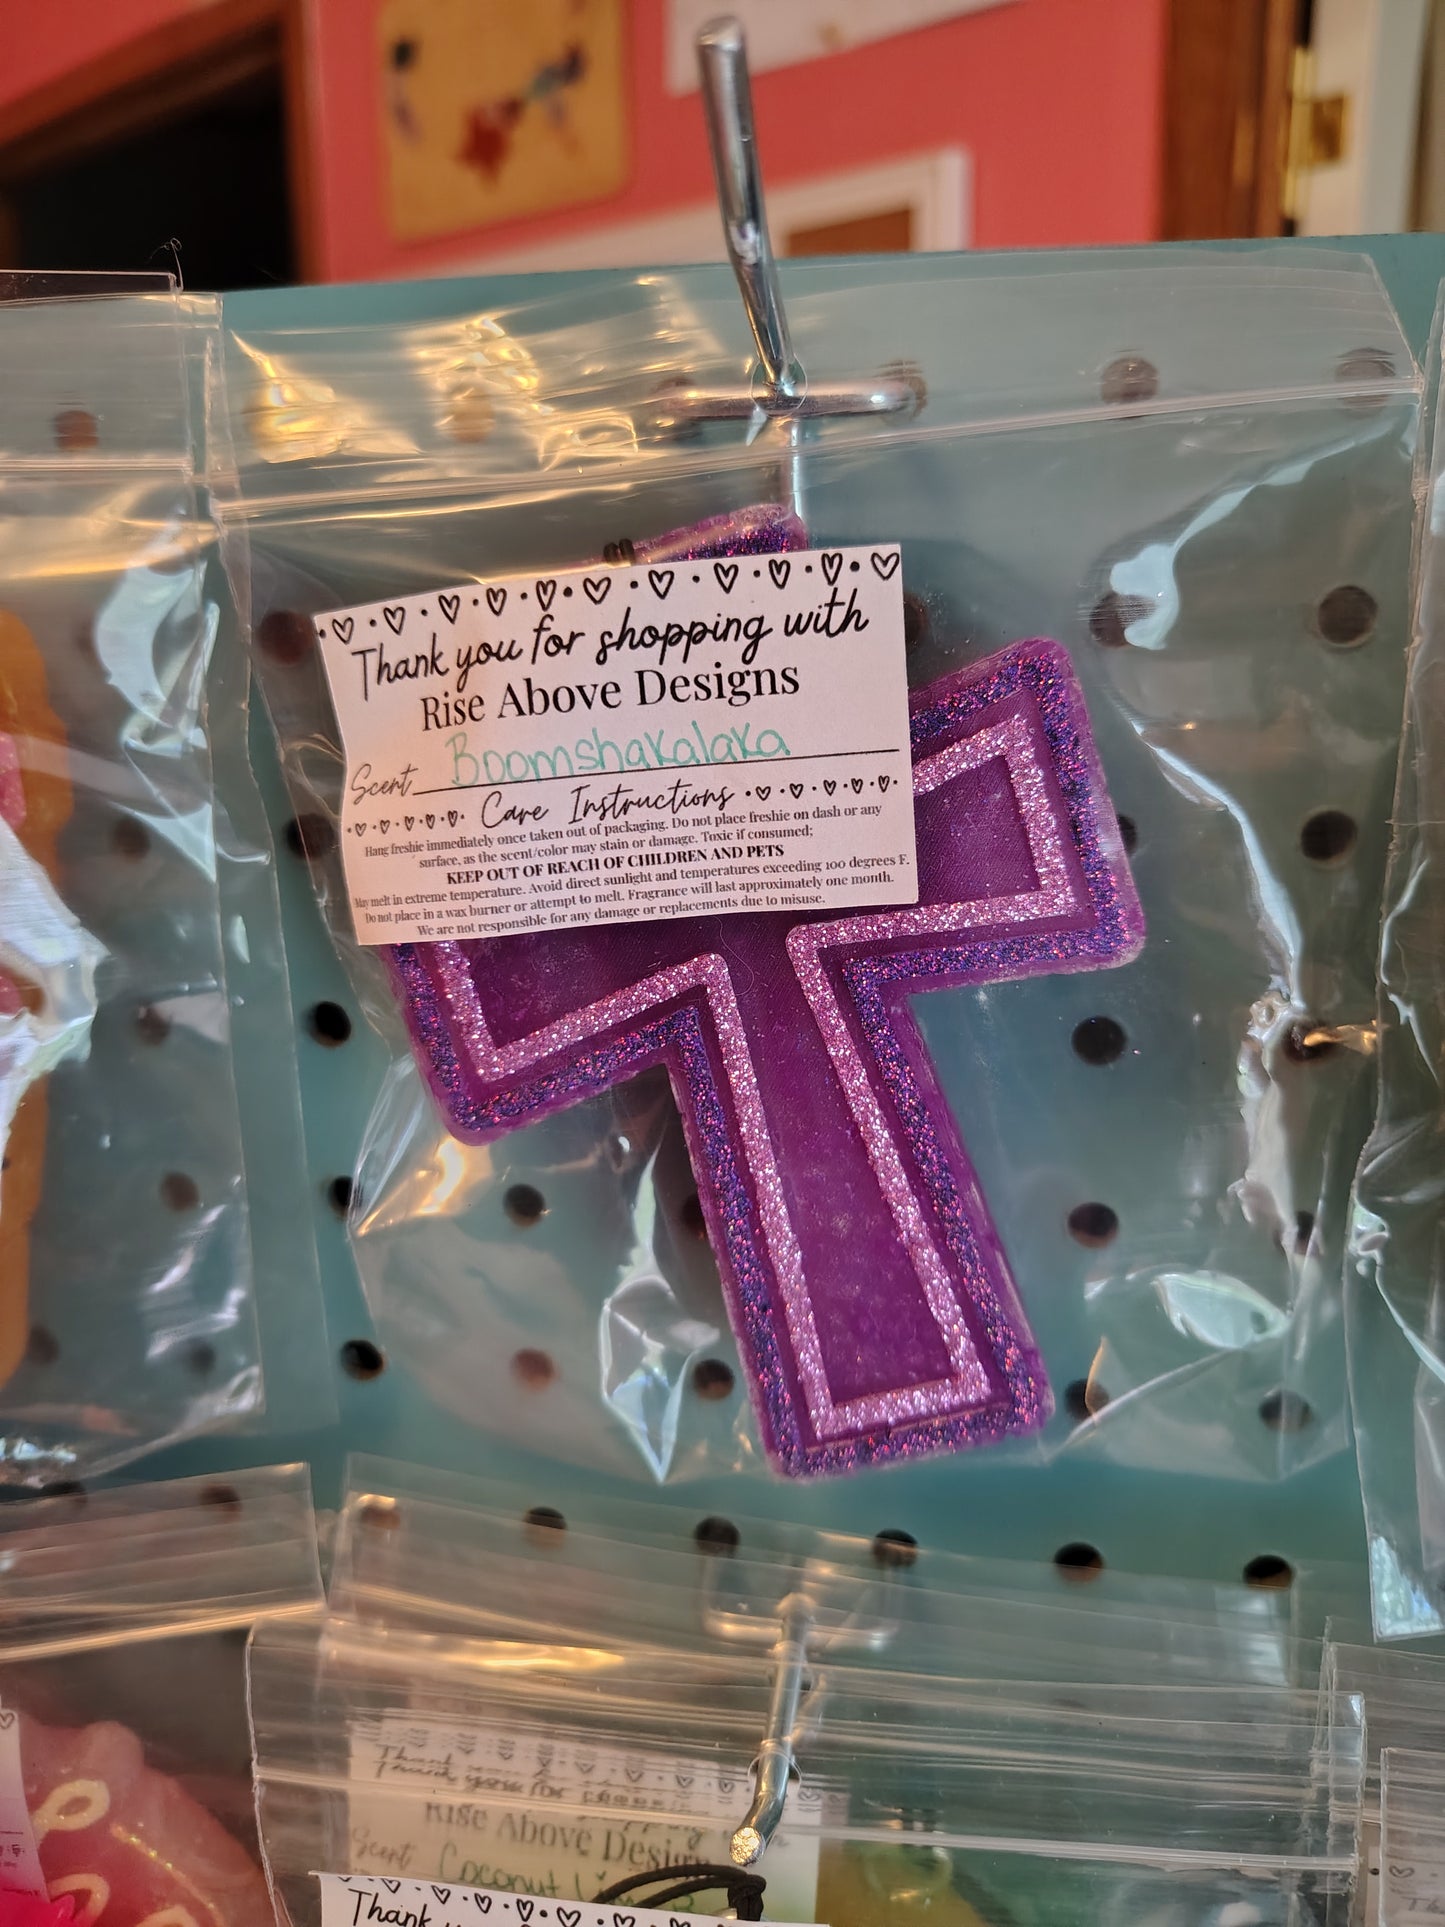 Thank you for shopping with
Rise Above Designs
Scent Boomshakalaka
Care Instructions
Hang freshie immediately once taken out of packaging. Do not place freshie on dash or any
surface, as the scent/color may stain or damage. Toxic if consumed;
KEEP OUT OF REACH OF CHILDREN AND PETS
May melt in extreme temperature. Avoid direct sunlight and temperatures exceeding 100 degrees F.
Do not place in a wax burner or attempt to melt. Fragrance will last approximately one month.
We are not responsible for any damage or replacements due to misuse.
Thank you for
Rise Above Design
Scent Coconut
Thank